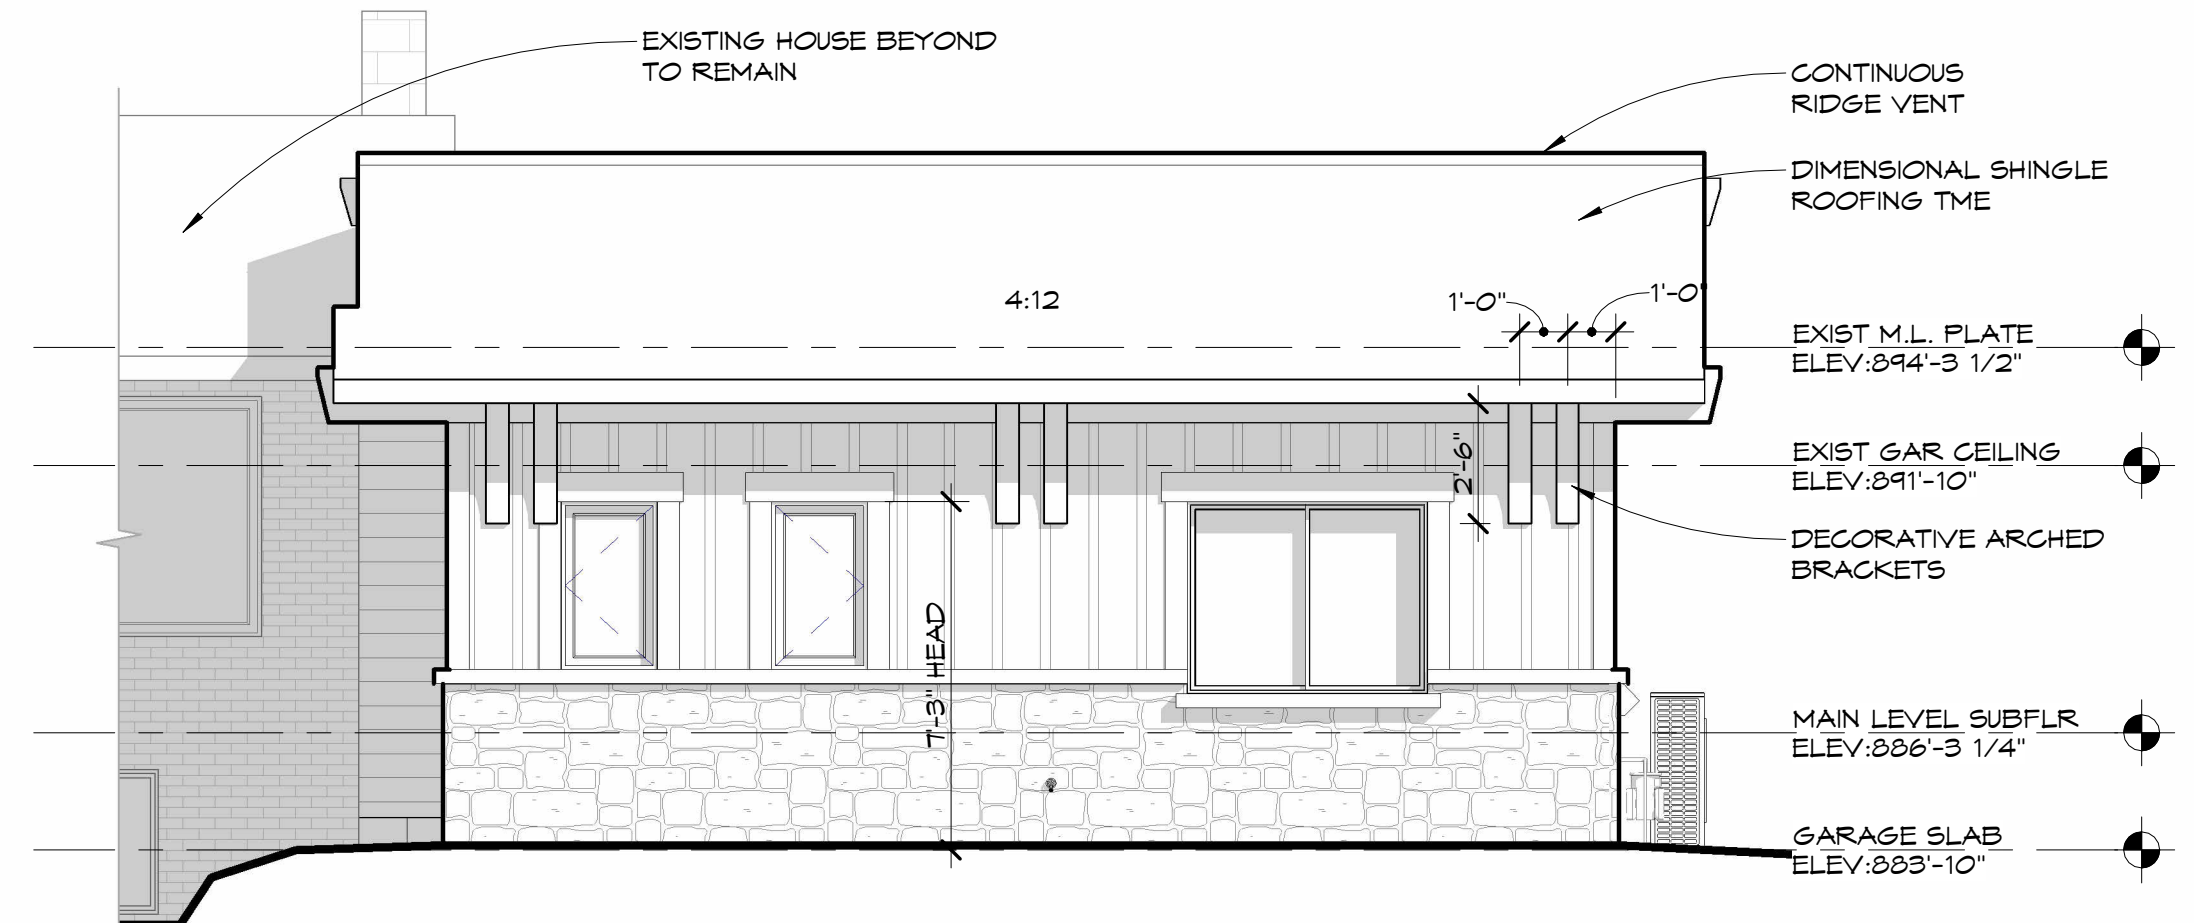 EXISTING HOUSE BEYOND
TO REMAIN
CONTINUOUS
RIDGE VENT
DIMENSIONAL SHINGLE
ROOFING TME
4:12
1'-0"
1'-0"
EXIST M.L. PLATE
ELEV:894'-3 1/2"
2'-6"
EXIST GAR CEILING
ELEV:891'-10"
DECORATIVE ARCHED
BRACKETS
7'-3" HEAD
MAIN LEVEL SUBFLR
ELEV:886'-3 1/4"
GARAGE SLAB
ELEV:883'-10"